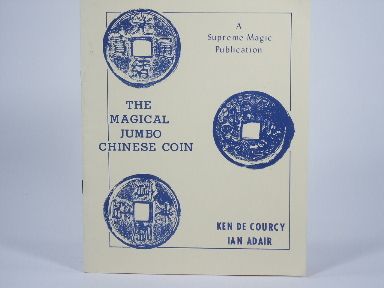 A
Supreme Magic
Publication
THE
MAGICAL
JUMBO
CHINESE COIN
KEN DE COURCY
IAN ADAIR